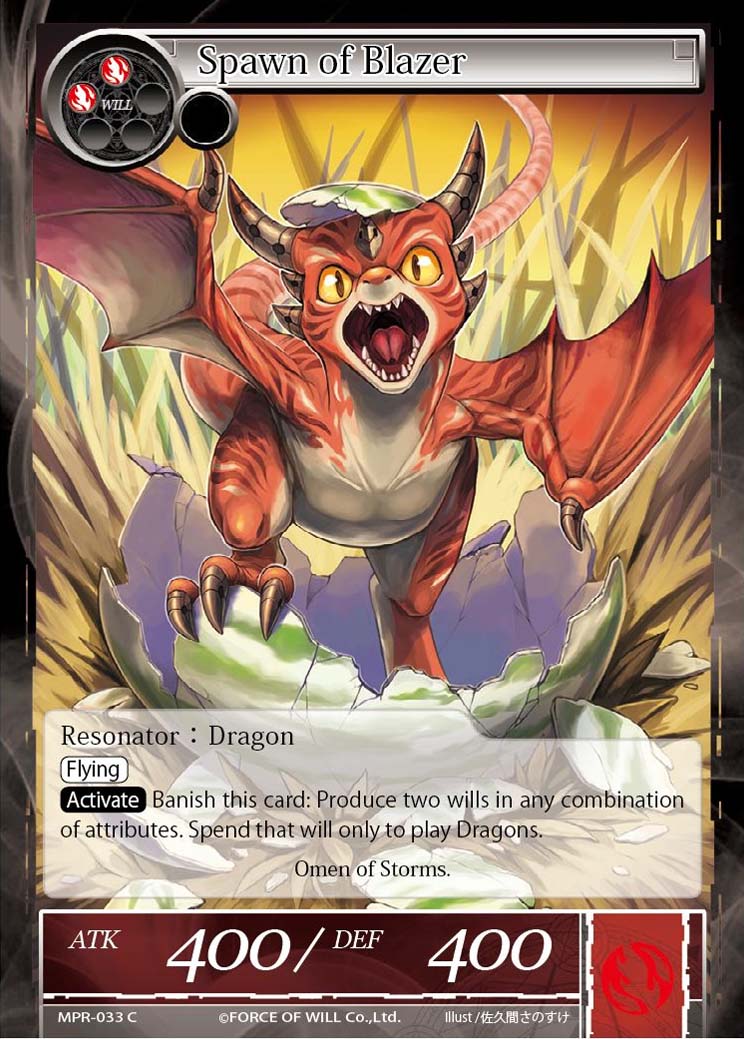 Spawn of Blazer
WILL
Resonator : Dragon
Flying
Activate Banish this card: Produce two wills in any combination
of attributes. Spend that will only to play Dragons.
Omen of Storms.
ATK 400 / DEF 400
MPR-033 C ©FORCE OF WILL Co.,Ltd. Illust /佐久間さのすけ